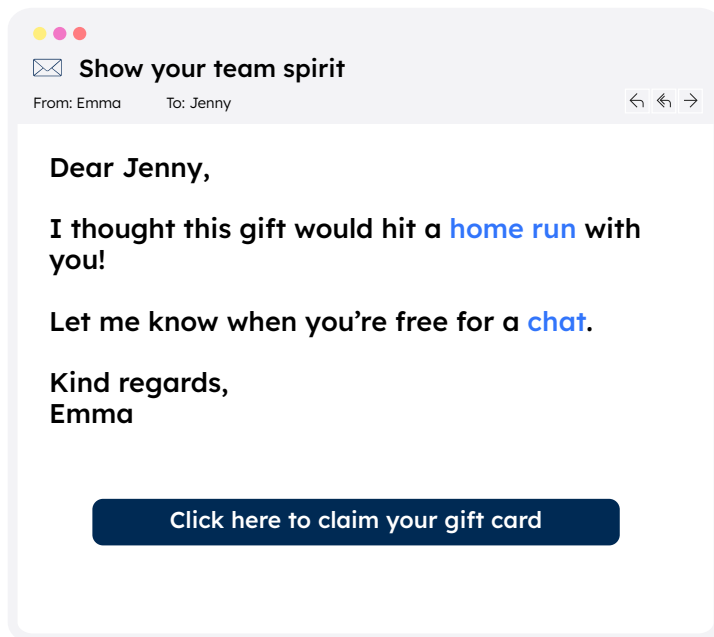 Show your team spirit
From: Emma To: Jenny
Dear Jenny,
I thought this gift would hit a home run with
you!
Let me know when you’re free for a chat.
Kind regards,
Emma
Click here to claim your gift card